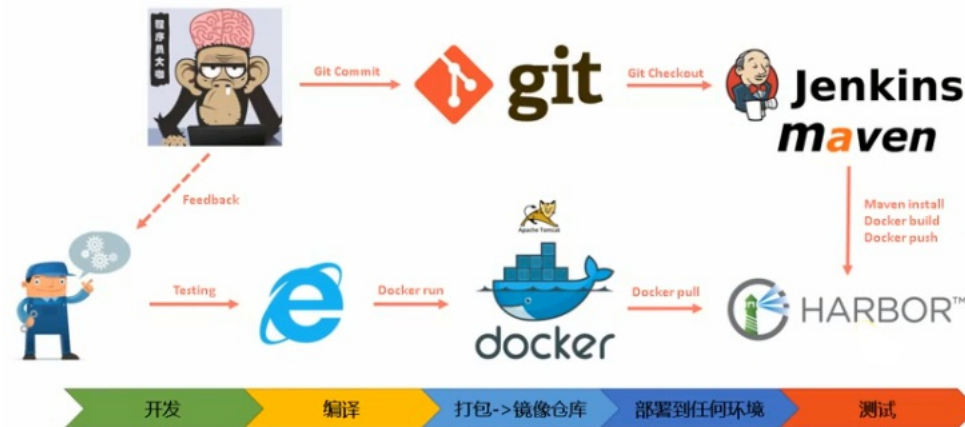 程序员大咖
Git Commit
git
Git Checkout
Jenkins
maven
Feedback
Maven install
Docker build
Docker push
Apache Tomcat
Testing
Docker run
docker
Docker pull
HARBOR™
开发
编译
打包->镜像仓库
部署到任何环境
测试